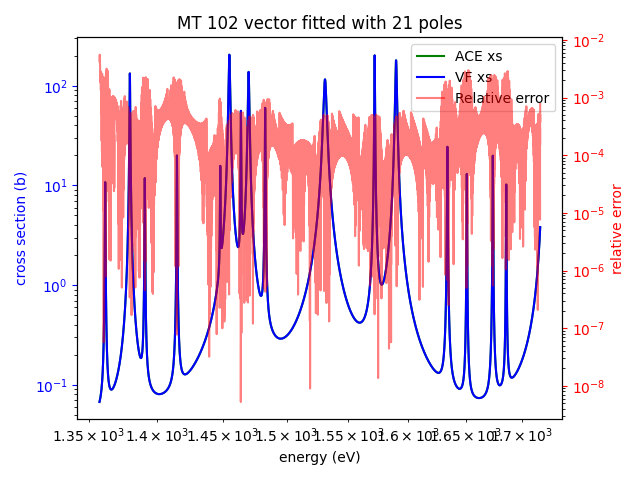 MT 102 vector fitted with 21 poles
ACE xs
VF xs
Relative error
10²
10¹
10⁰
10⁻¹
cross section (b)
10⁻²
10⁻³
10⁻⁴
10⁻⁵
10⁻⁶
10⁻⁷
10⁻⁸
relative error
1.35 × 10³ 1.4 × 10³ 1.45 × 10³ 1.5 × 10³ 1.55 × 10³ 1.6 × 10³ 1.65 × 10³ 1.7 × 10³
energy (eV)